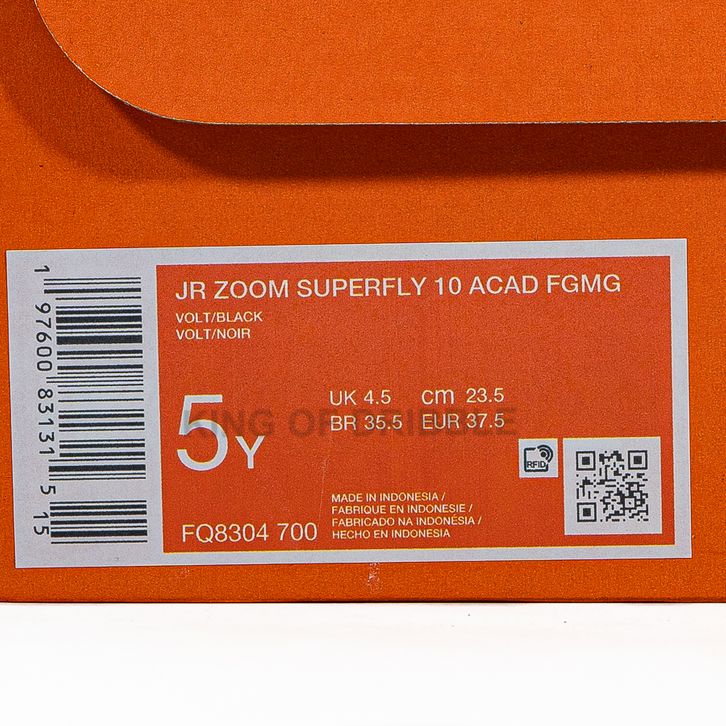 JR ZOOM SUPERFLY 10 ACAD FGMG
VOLT/BLACK
VOLT/NOIR
5Y
UK 4.5 cm 23.5
BR 35.5 EUR 37.5
KING OF DRIBBLE
RFID
FQ8304 700
MADE IN INDONESIA /
FABRIQUE EN INDONESIE /
FABRICADO NA INDONÉSIA /
HECHO EN INDONESIA
1 97600 83131 5 15